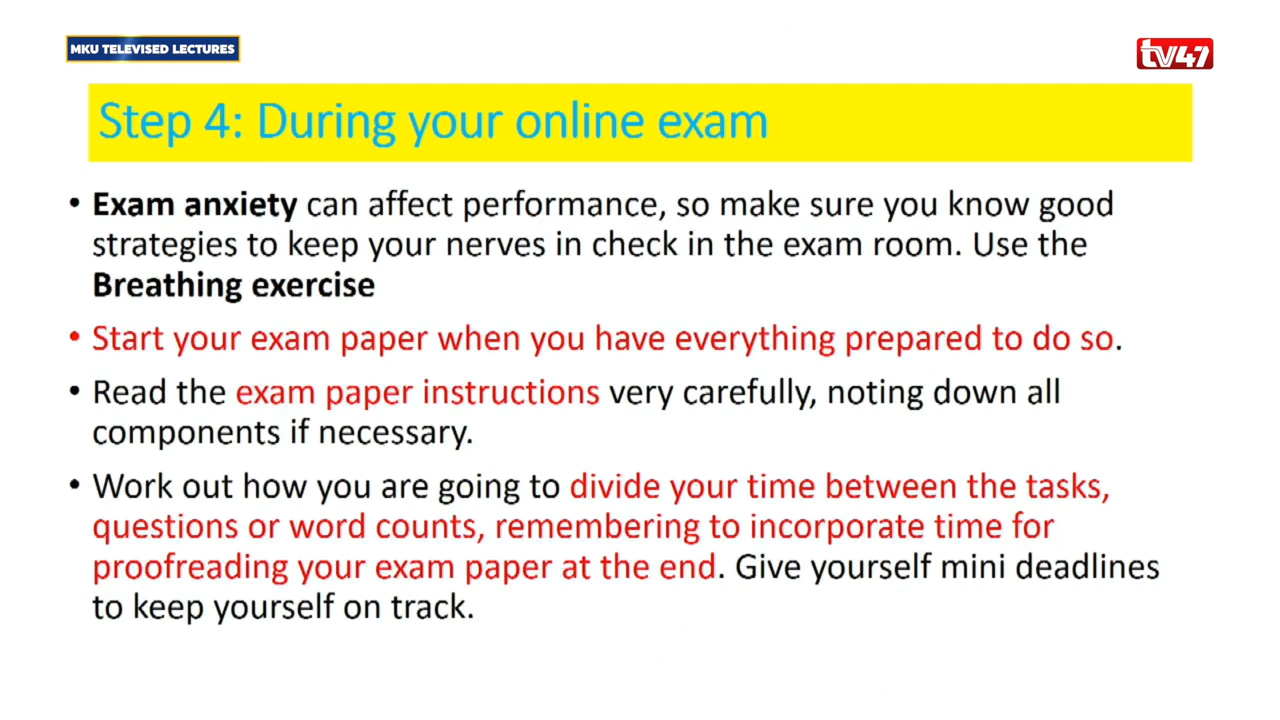 MKU TELEVISED LECTURES
tv47
Step 4: During your online exam
• Exam anxiety can affect performance, so make sure you know good
strategies to keep your nerves in check in the exam room. Use the
Breathing exercise
• Start your exam paper when you have everything prepared to do so.
• Read the exam paper instructions very carefully, noting down all
components if necessary.
• Work out how you are going to divide your time between the tasks,
questions or word counts, remembering to incorporate time for
proofreading your exam paper at the end. Give yourself mini deadlines
to keep yourself on track.